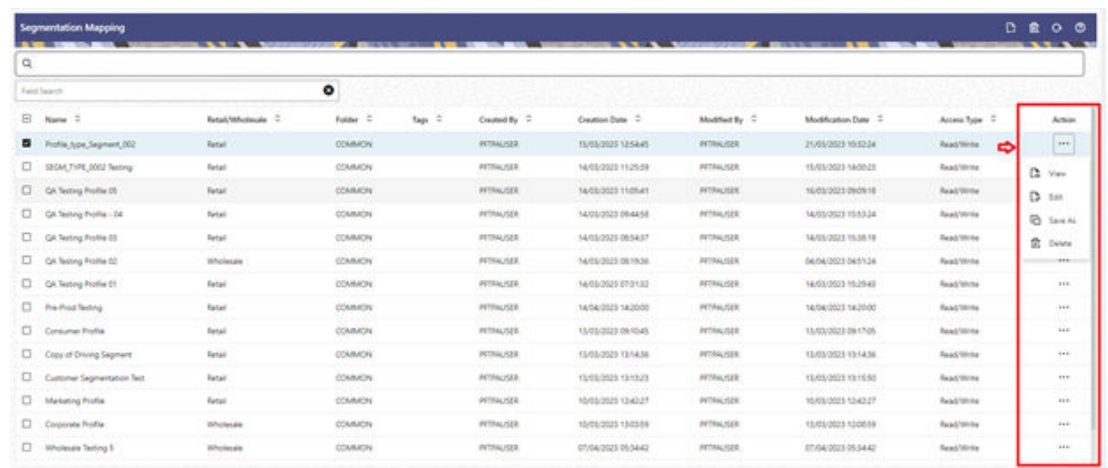 Segmentation Mapping
Field Search
Name Retail/Wholesale Folder Tags Created By Creation Date Modified By Modification Date Access Type Action
Profile_type_Segment_002 Retail COMMON PFTPAUSER 15/03/2023 12:54:45 PFTPAUSER 21/03/2023 10:32:24 Read/Write ...
SEGM_TYPE_0002 Testing Retail COMMON PFTPAUSER 14/03/2023 11:25:59 PFTPAUSER 15/03/2023 14:00:23 Read/Write
View
QA Testing Profile 05 Retail COMMON PFTPAUSER 14/03/2023 11:05:41 PFTPAUSER 16/03/2023 09:09:18 Read/Write
Edit
QA Testing Profile - 04 Retail COMMON PFTPAUSER 14/03/2023 09:44:58 PFTPAUSER 14/03/2023 10:53:24 Read/Write
Save As
QA Testing Profile 03 Retail COMMON PFTPAUSER 14/03/2023 08:54:37 PFTPAUSER 14/03/2023 15:38:18 Read/Write
Delete
QA Testing Profile 02 Wholesale COMMON PFTPAUSER 14/03/2023 08:19:36 PFTPAUSER 04/04/2023 04:51:24 Read/Write ...
QA Testing Profile 01 Retail COMMON PFTPAUSER 14/03/2023 07:31:32 PFTPAUSER 14/03/2023 15:29:43 Read/Write ...
Pre-Prod Testing Retail COMMON PFTPAUSER 14/04/2023 14:20:00 PFTPAUSER 14/04/2023 14:20:00 Read/Write ...
Consumer Profile Retail COMMON PFTPAUSER 13/03/2023 09:10:45 PFTPAUSER 13/03/2023 09:17:05 Read/Write ...
Copy of Driving Segment Retail COMMON PFTPAUSER 13/03/2023 13:14:36 PFTPAUSER 13/03/2023 13:14:36 Read/Write ...
Customer Segmentation Test Retail COMMON PFTPAUSER 13/03/2023 13:13:23 PFTPAUSER 13/03/2023 13:15:50 Read/Write ...
Marketing Profile Retail COMMON PFTPAUSER 10/03/2023 12:42:27 PFTPAUSER 10/03/2023 12:42:27 Read/Write ...
Corporate Profile Wholesale COMMON PFTPAUSER 10/03/2023 13:03:59 PFTPAUSER 13/03/2023 12:08:59 Read/Write ...
Wholesale Testing 5 Wholesale COMMON PFTPAUSER 07/04/2023 05:34:42 PFTPAUSER 07/04/2023 05:34:42 Read/Write ...